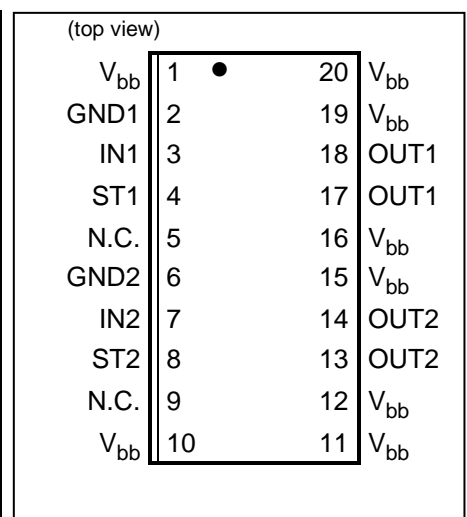 (top view)
Vbb 1 20 Vbb
GND1 2 19 Vbb
IN1 3 18 OUT1
ST1 4 17 OUT1
N.C. 5 16 Vbb
GND2 6 15 Vbb
IN2 7 14 OUT2
ST2 8 13 OUT2
N.C. 9 12 Vbb
Vbb 10 11 Vbb